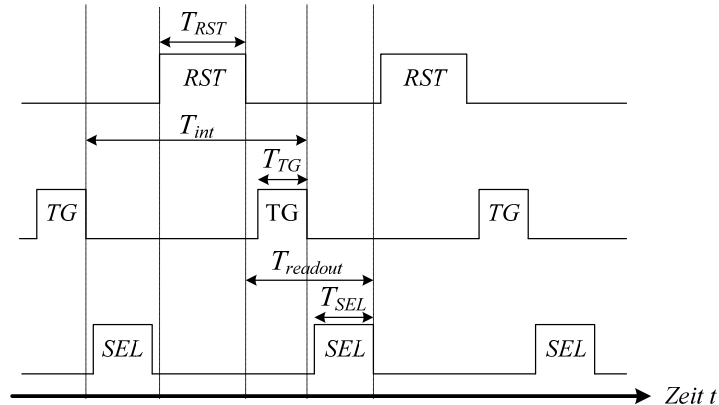 T_RST
RST RST
T_int
T_TG
TG TG TG
T_readout
T_SEL
SEL SEL SEL
Zeit t